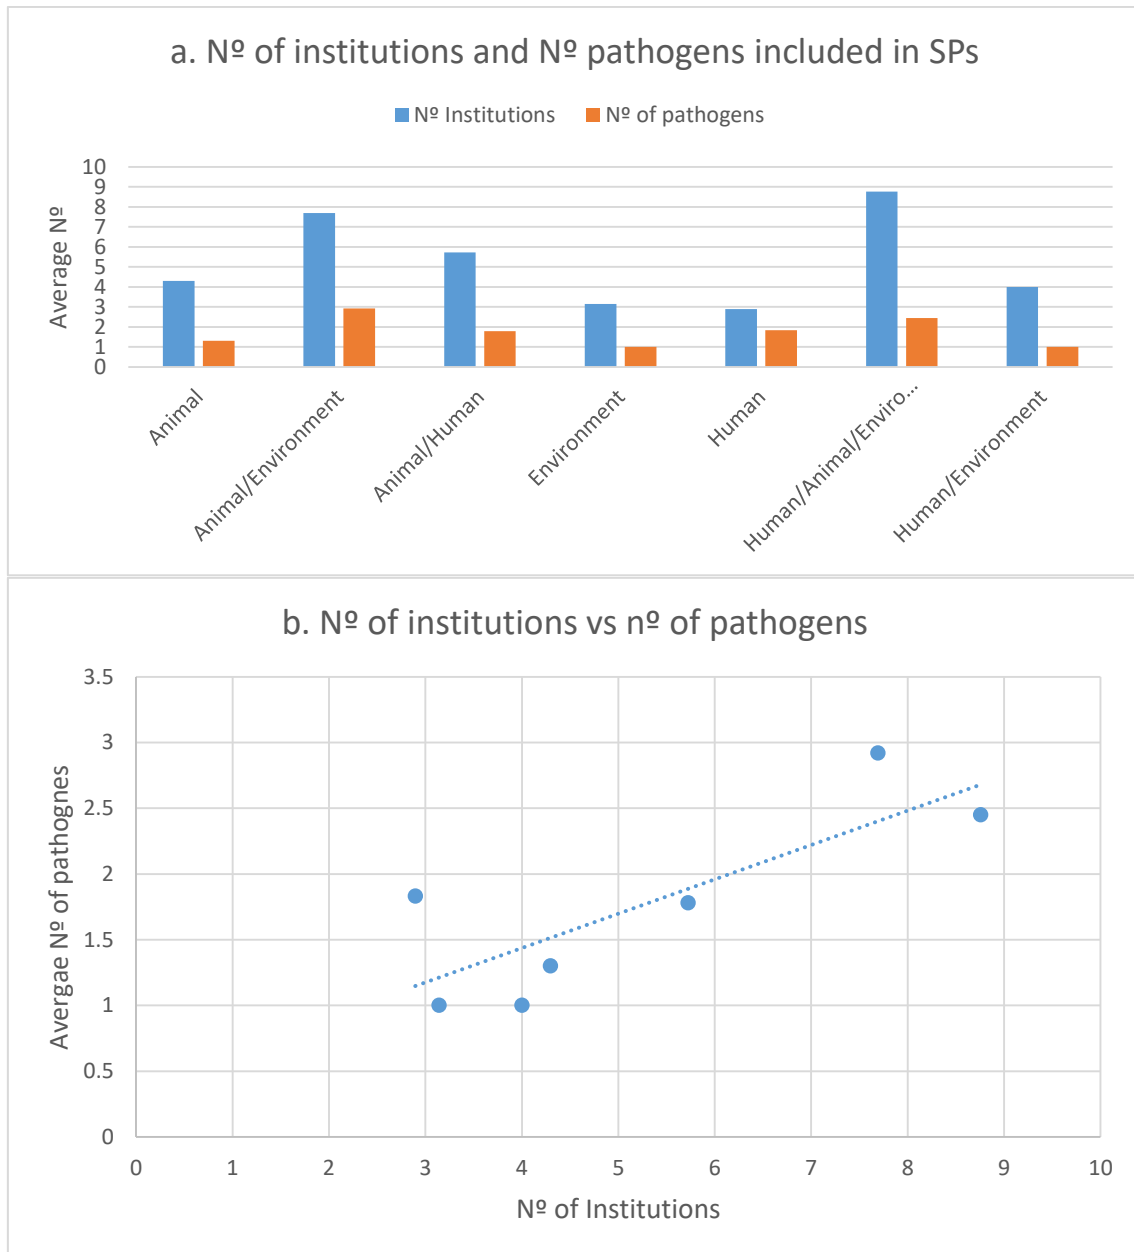 a. Nº of institutions and Nº pathogens included in SPs
Nº Institutions Nº of pathogens
Average Nº
10
9
8
7
6
5
4
3
2
1
0
Animal
Animal/Environment
Animal/Human
Environment
Human
Human/Animal/Enviro…
Human/Environment
b. Nº of institutions vs nº of pathogens
Avergae Nº of pathognes
3.5
3
2.5
2
1.5
1
0.5
0
0 1 2 3 4 5 6 7 8 9 10
Nº of Institutions